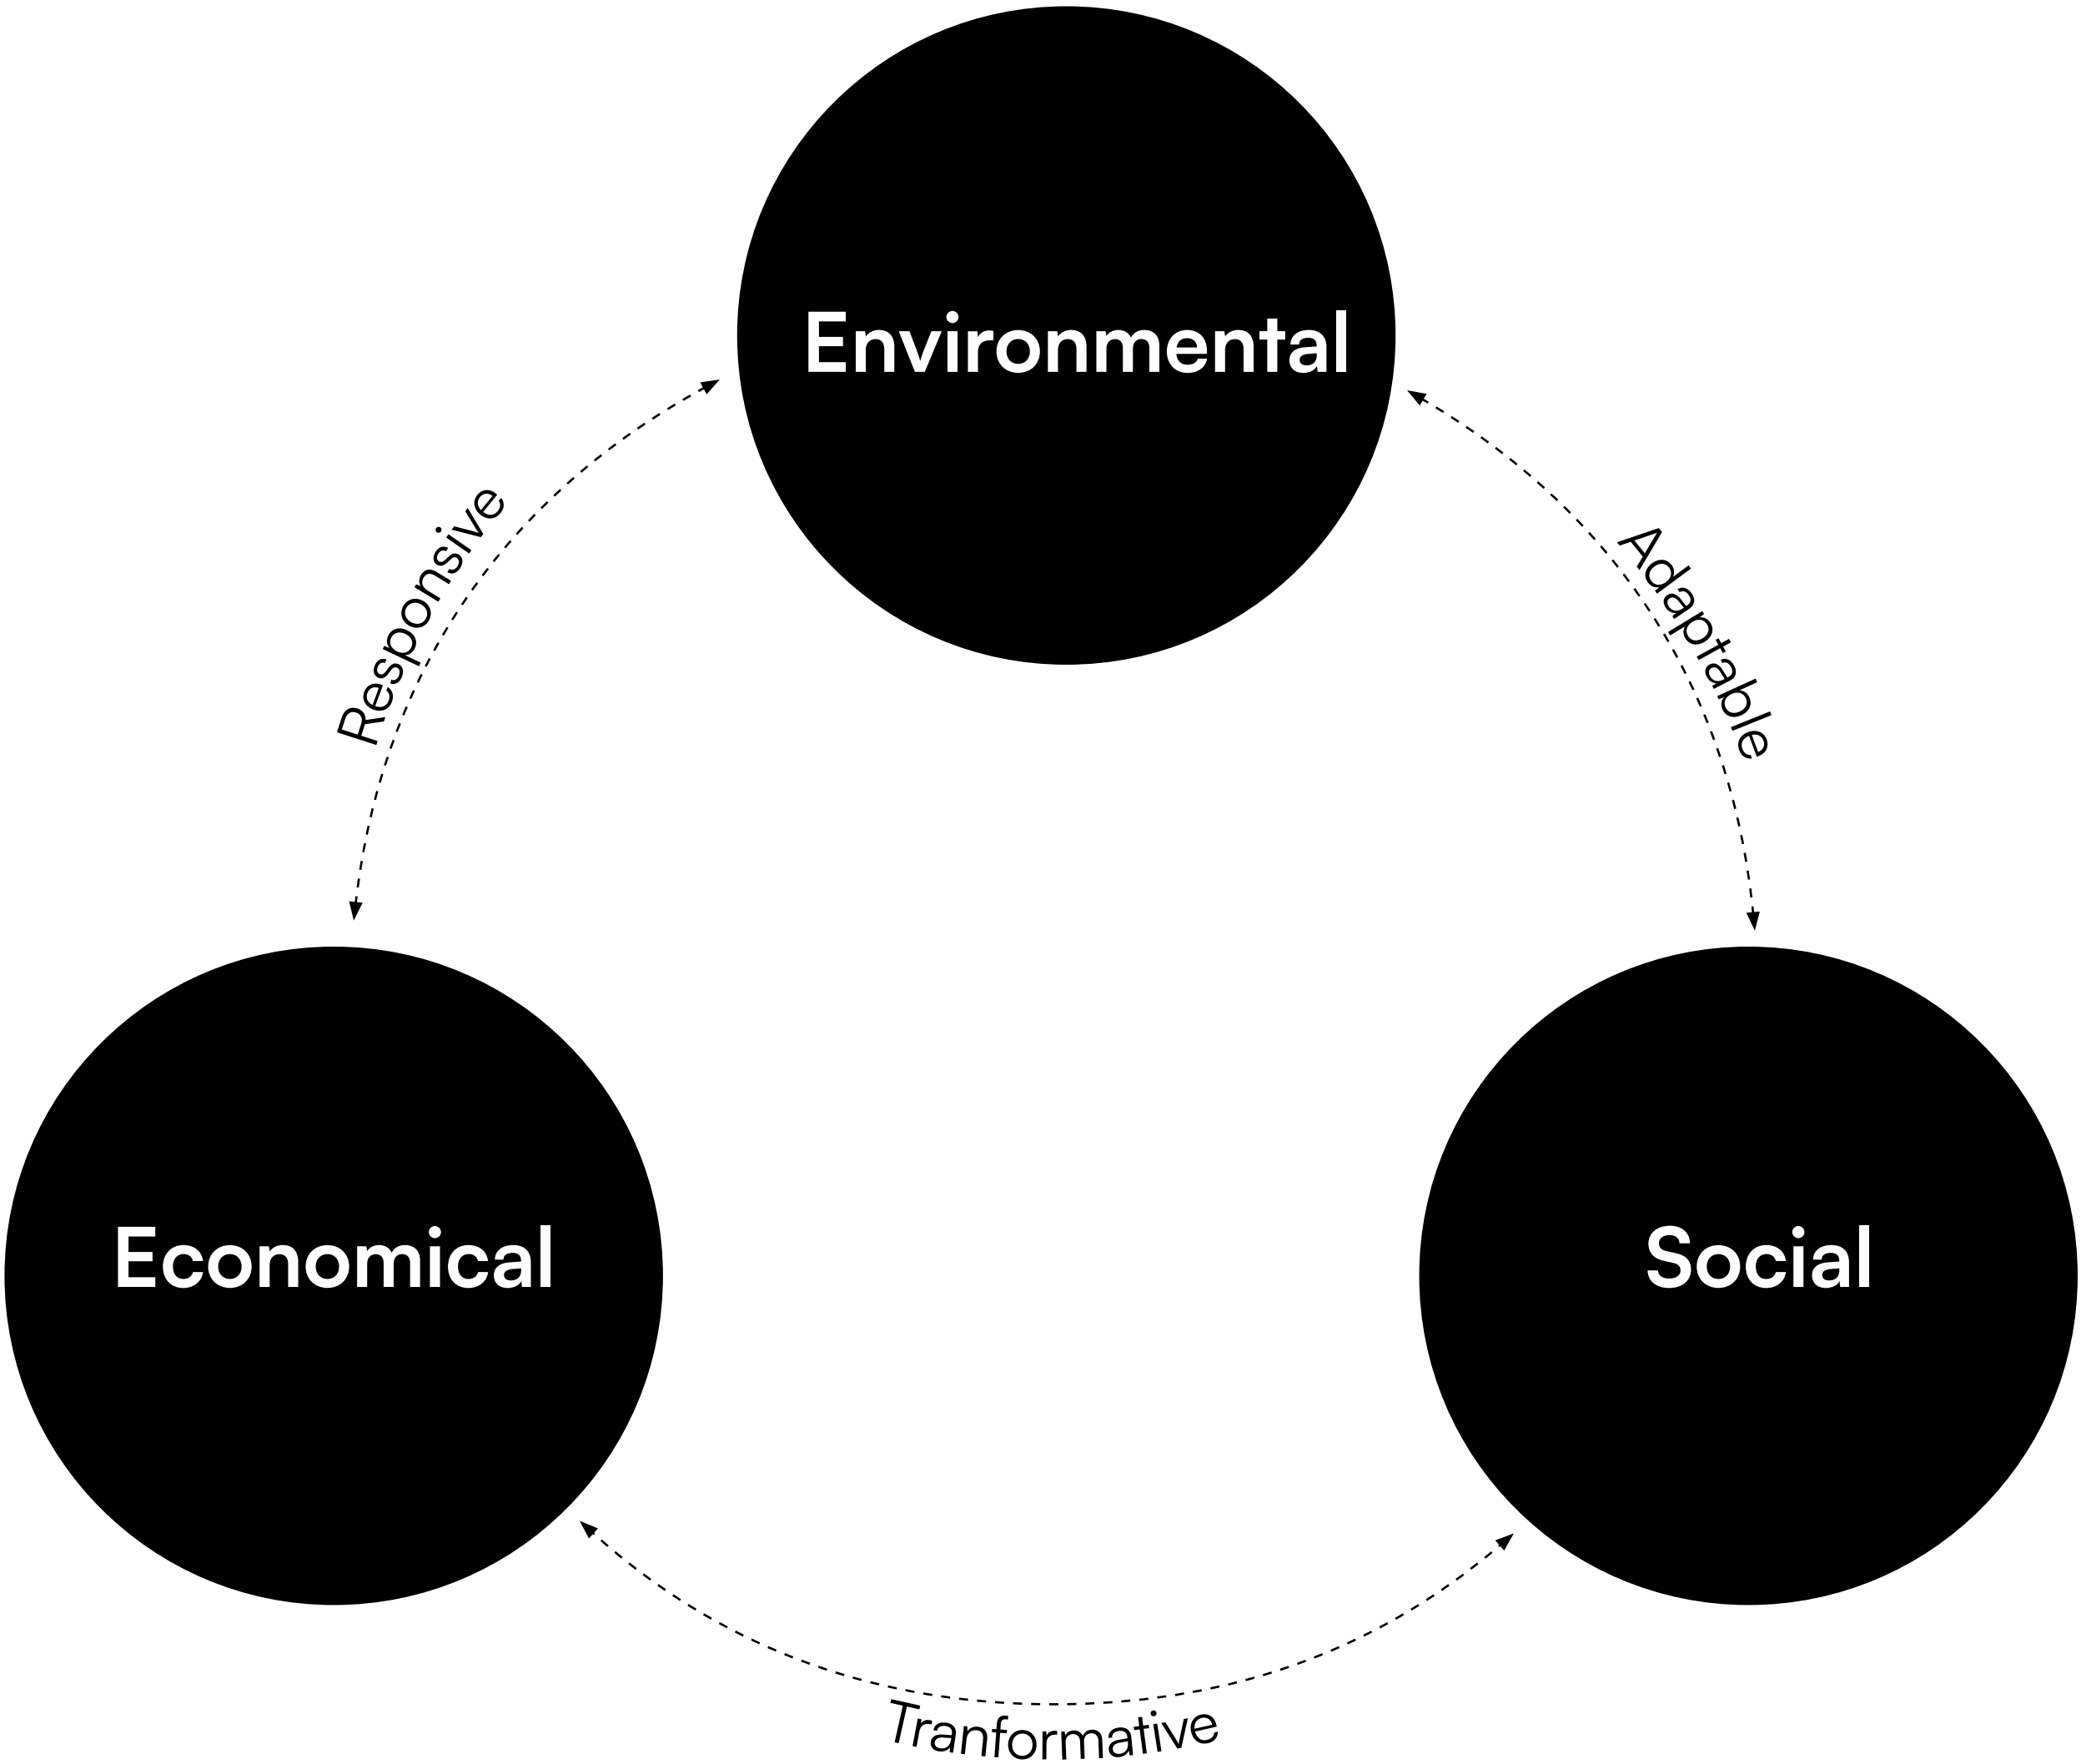 Environmental
Responsive
Adaptable
Economical
Social
Tranformative